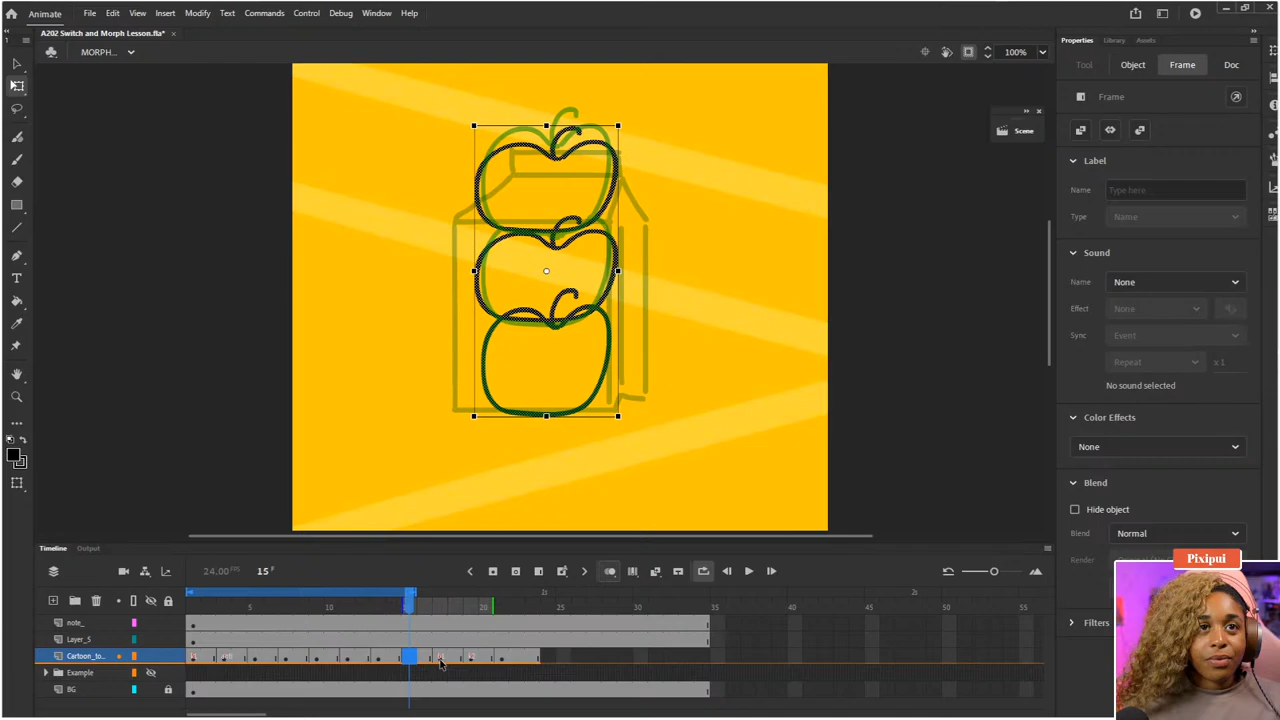 Animate File Edit View Insert Modify Text Commands Control Debug Window Help
A202 Switch and Morph Lesson.fla*
MORPH...
100%
Scene
Properties Library Assets
Tool Object Frame Doc
Frame
Label
Name Type here
Type Name
Sound
Name None
Effect None
Sync Event
Repeat x 1
No sound selected
Color Effects
None
Blend
Hide object
Blend Normal
Render
Filters
Pixipui
Timeline Output
24.00 FPS 15 F
1s 2s
5 10 20 25 30 35 40 45 50 55
note_
Layer_5
Cartoon_to...
Example
BG